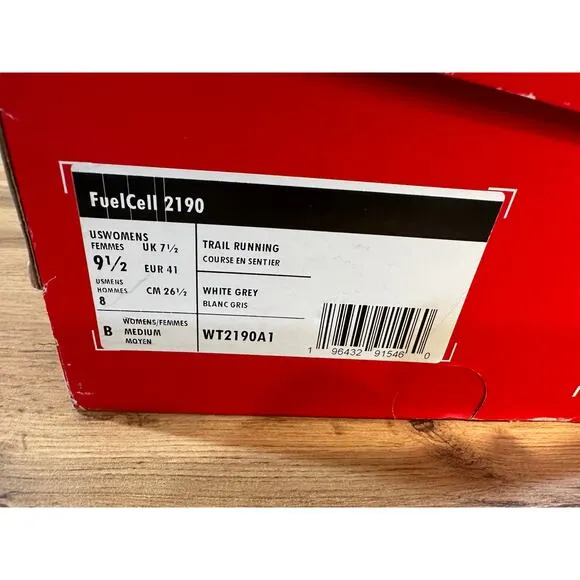 FuelCell 2190
USWOMENS
FEMMES
9½
UK 7½
EUR 41
USMENS
HOMMES
8
CM 26½
B
WOMENS/FEMMES
MEDIUM
MOYEN
TRAIL RUNNING
COURSE EN SENTIER
WHITE GREY
BLANC GRIS
WT2190A1
1 96432 91546 0